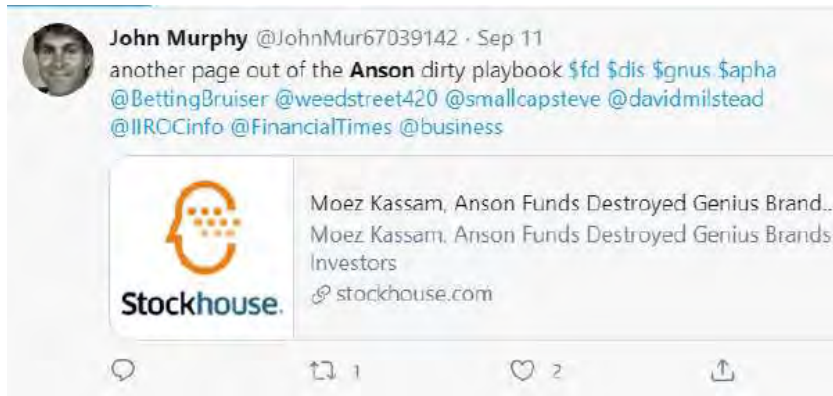 John Murphy @JohnMur67039142 · Sep 11
another page out of the Anson dirty playbook $fd $dis $gnus $apha
@BettingBruiser @weedstreet420 @smallcapsteve @davidmilstead
@IIROCinfo @FinancialTimes @business
Moez Kassam, Anson Funds Destroyed Genius Brand...
Moez Kassam, Anson Funds Destroyed Genius Brands
Investors
stockhouse.com
Stockhouse.
1 2